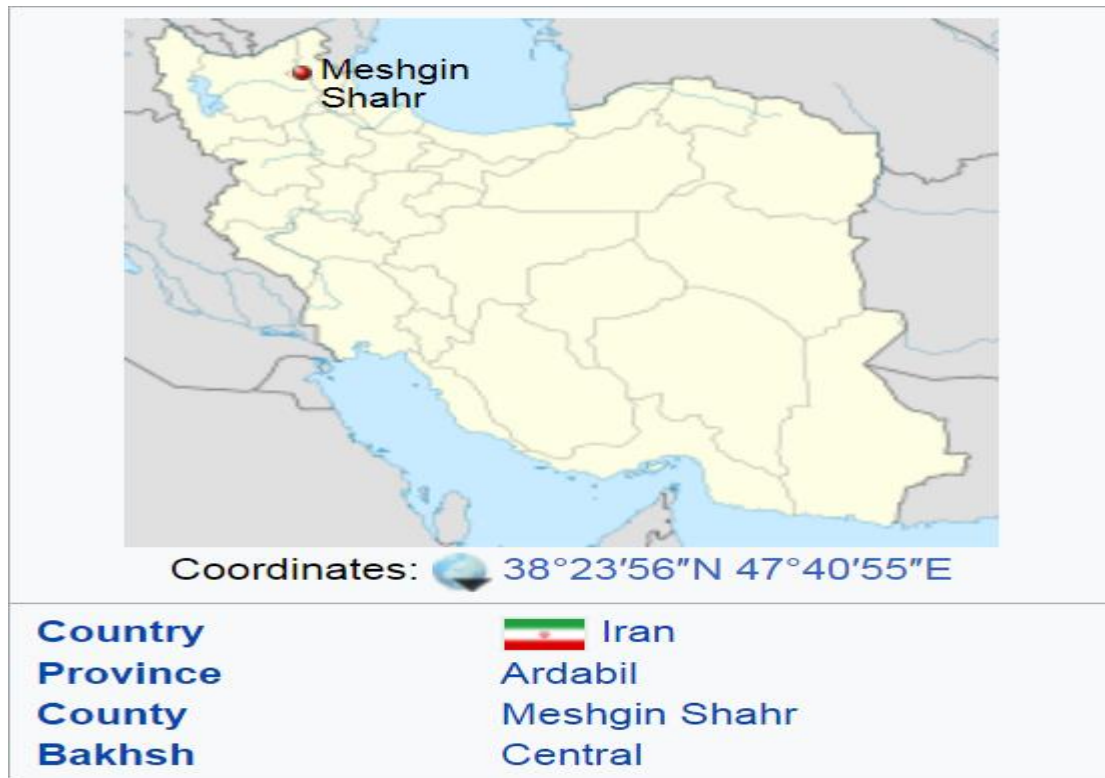 Meshgin
Shahr
Coordinates: 38°23′56″N 47°40′55″E
Country Iran
Province Ardabil
County Meshgin Shahr
Bakhsh Central